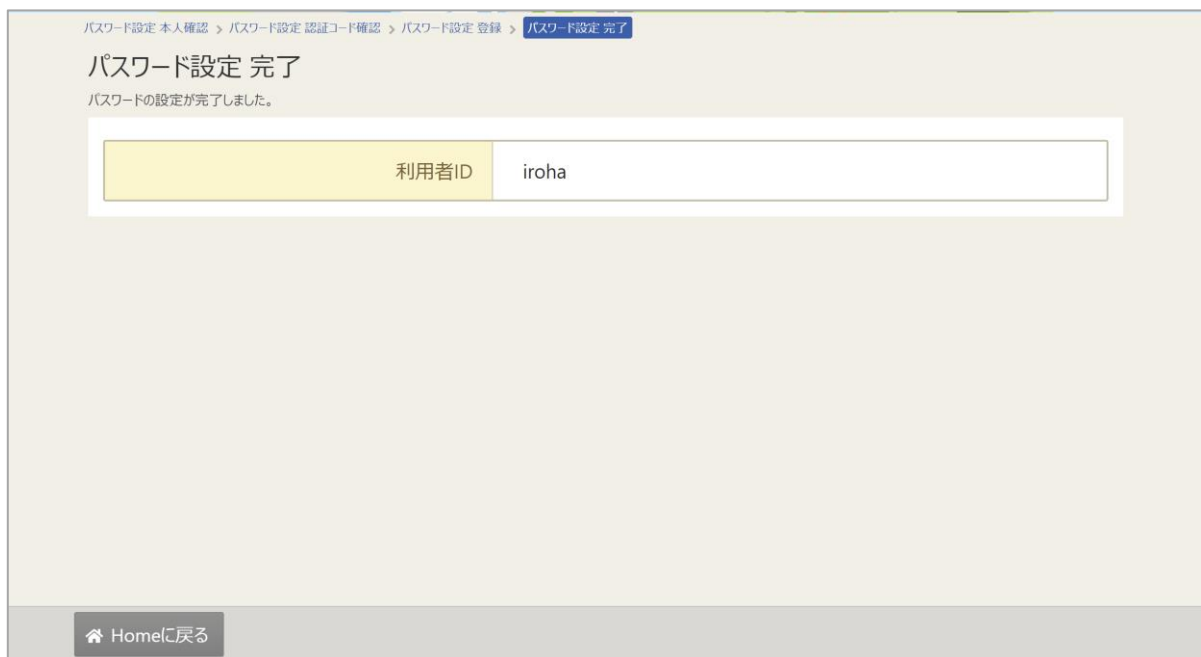 パスワード設定 本人確認 > パスワード設定 認証コード確認 > パスワード設定 登録 > パスワード設定 完了
パスワード設定 完了
パスワードの設定が完了しました。
利用者ID iroha
Homeに戻る